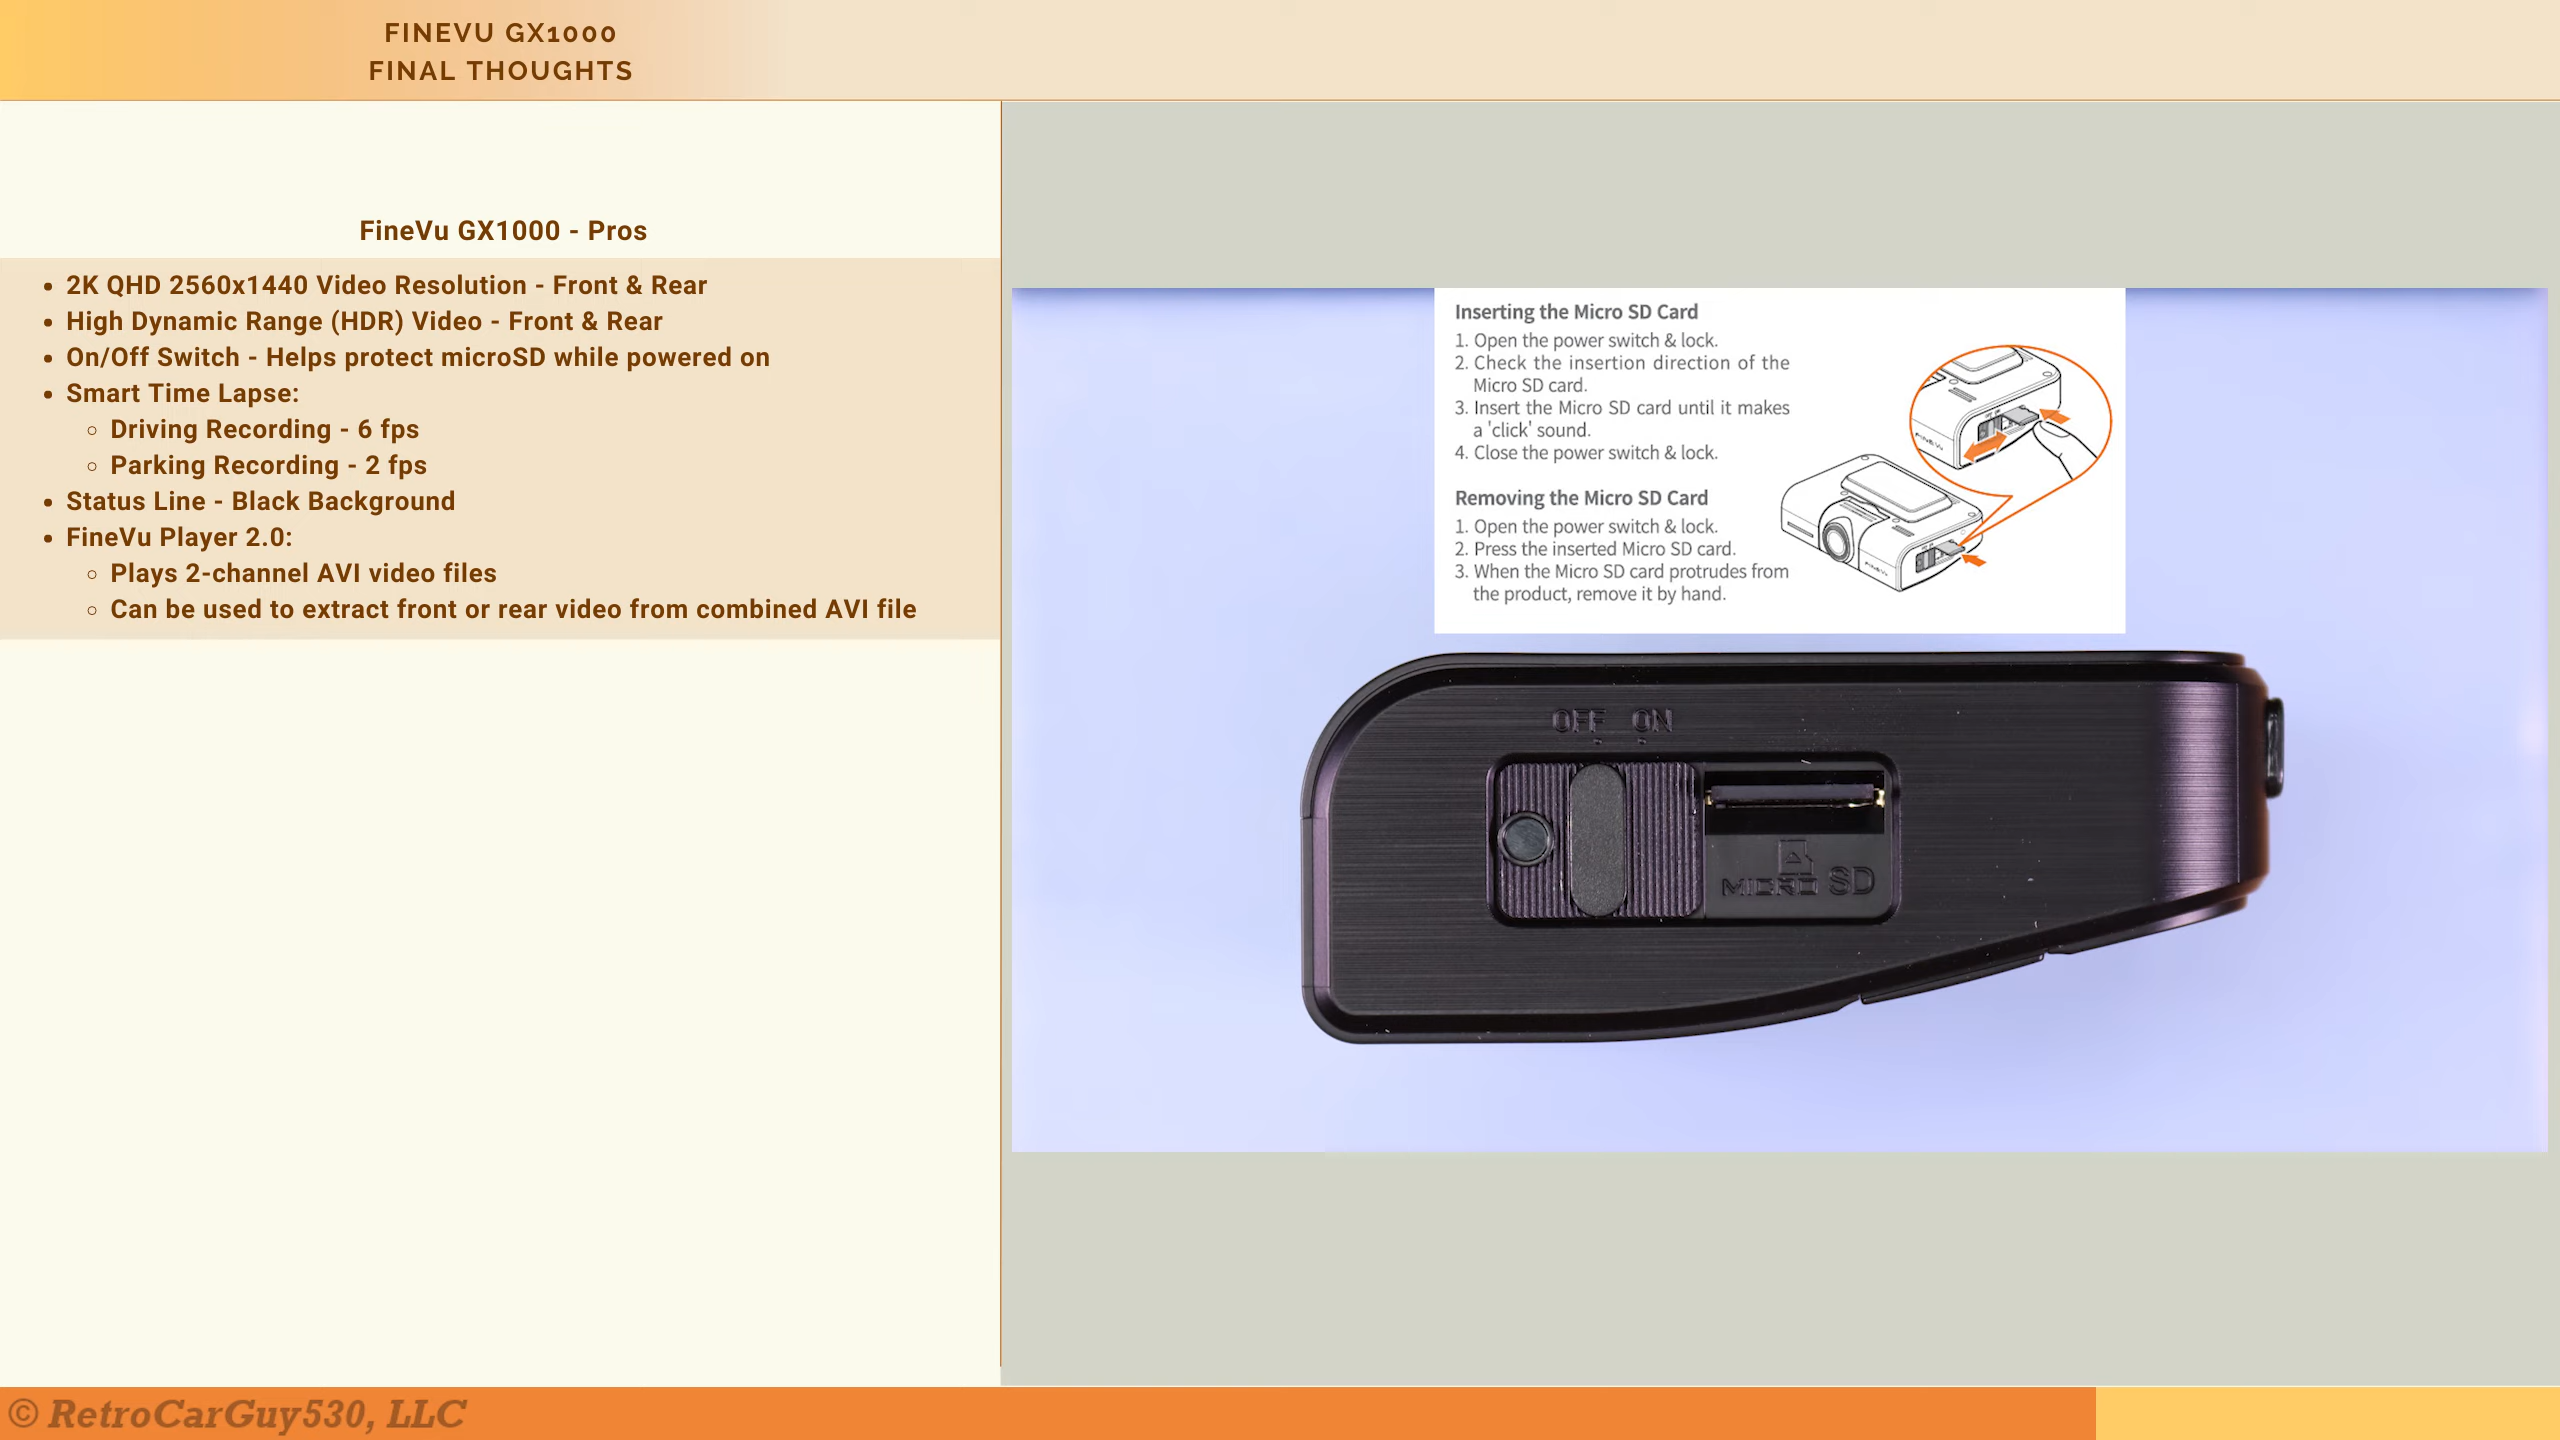 FINEVU GX1000
FINAL THOUGHTS
FineVu GX1000 - Pros
• 2K QHD 2560x1440 Video Resolution - Front & Rear
• High Dynamic Range (HDR) Video - Front & Rear
• On/Off Switch - Helps protect microSD while powered on
• Smart Time Lapse:
◦ Driving Recording - 6 fps
◦ Parking Recording - 2 fps
• Status Line - Black Background
• FineVu Player 2.0:
◦ Plays 2-channel AVI video files
◦ Can be used to extract front or rear video from combined AVI file
Inserting the Micro SD Card
1. Open the power switch & lock.
2. Check the insertion direction of the
Micro SD card.
3. Insert the Micro SD card until it makes
a 'click' sound.
4. Close the power switch & lock.
Removing the Micro SD Card
1. Open the power switch & lock.
2. Press the inserted Micro SD card.
3. When the Micro SD card protrudes from
the product, remove it by hand.
FINEVu
FINEVu
OFF ON
MICRO SD
© RetroCarGuy530, LLC